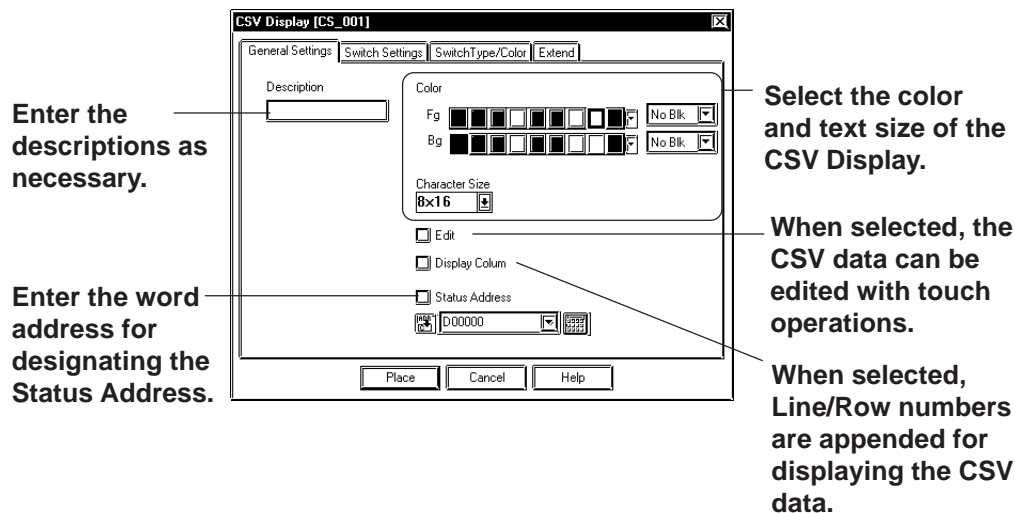 CSV Display [CS_001]
General Settings
Switch Settings
SwitchType/Color
Extend
Description
Color
Fg
No Blk
Bg
No Blk
Character Size
8×16
Edit
Display Colum
Status Address
D00000
Place
Cancel
Help
Enter the
descriptions as
necessary.
Enter the word
address for
designating the
Status Address.
Select the color
and text size of the
CSV Display.
When selected, the
CSV data can be
edited with touch
operations.
When selected,
Line/Row numbers
are appended for
displaying the CSV
data.